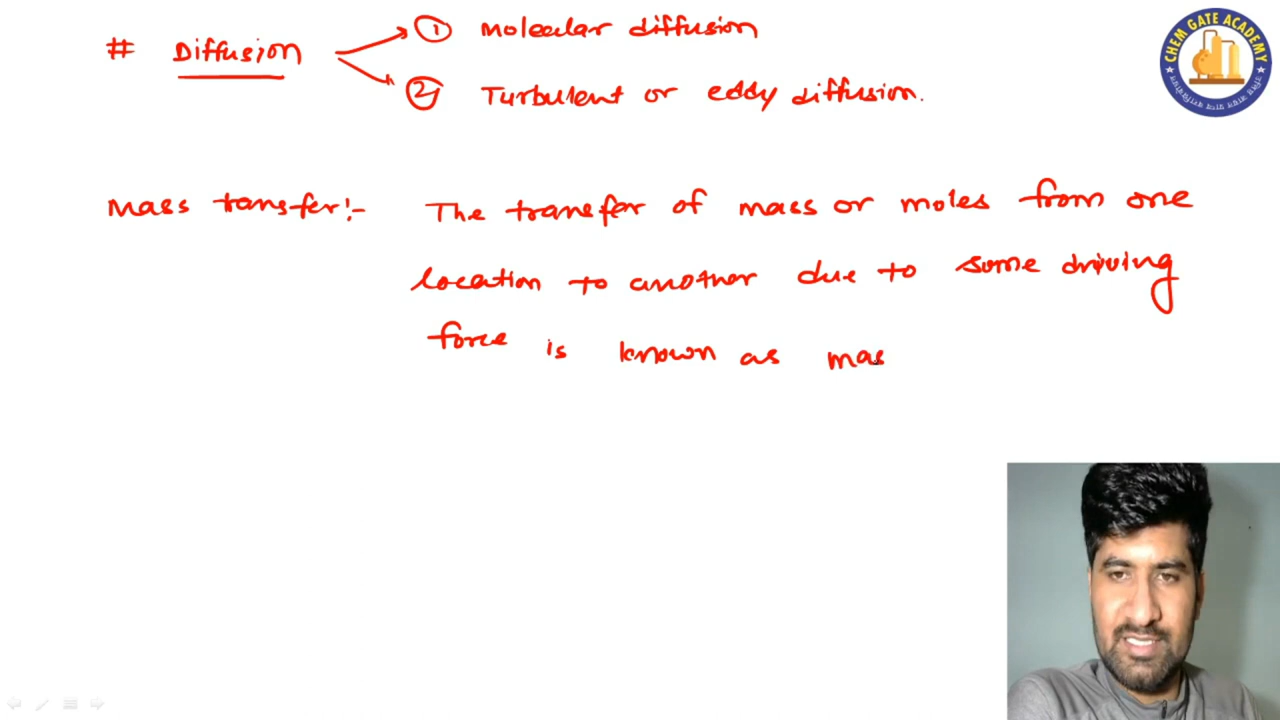 # Diffusion
① Molecular diffusion
② Turbulent or eddy diffusion.
Mass transfer:- The transfer of mass or moles from one
location to another due to some driving
force is known as mas
CHEM GATE ACADEMY